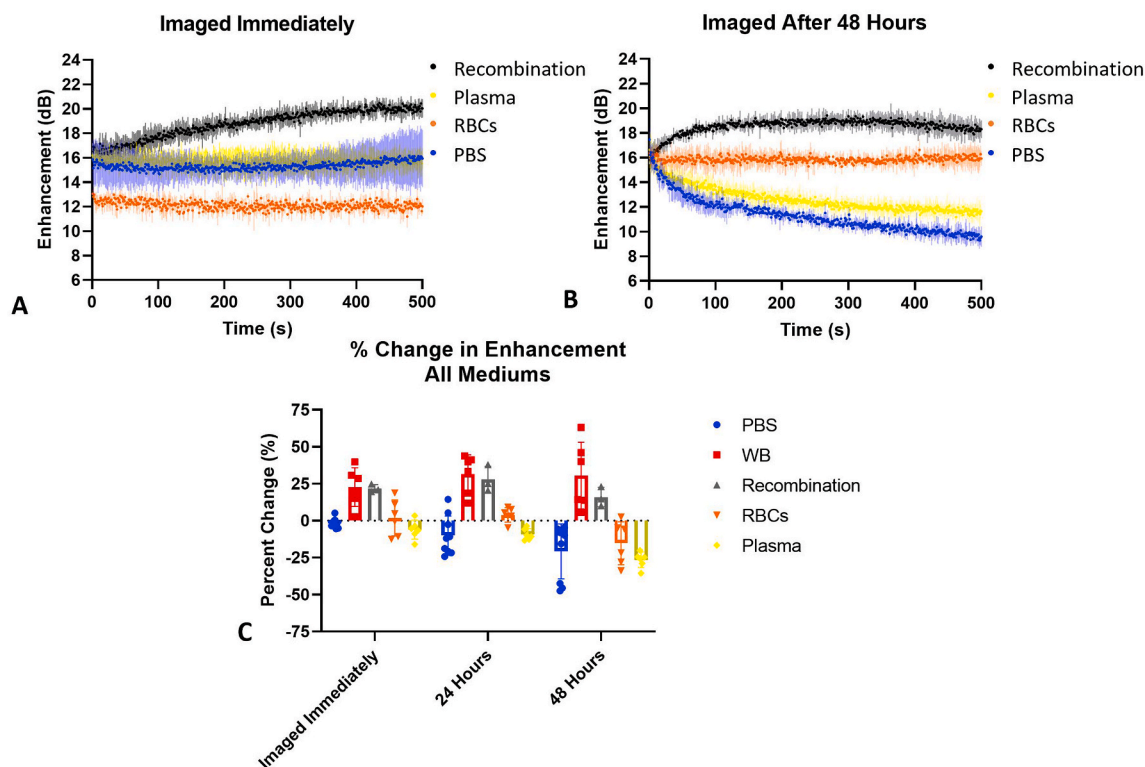 Imaged Immediately
Enhancement (dB)
24
22
20
18
16
14
12
10
8
6
0 100 200 300 400 500
Time (s)
Recombination
Plasma
RBCs
PBS
A
Imaged After 48 Hours
Enhancement (dB)
24
22
20
18
16
14
12
10
8
6
0 100 200 300 400 500
Time (s)
Recombination
Plasma
RBCs
PBS
B
% Change in Enhancement
All Mediums
Percent Change (%)
75
50
25
0
-25
-50
-75
Imaged Immediately
24 Hours
48 Hours
PBS
WB
Recombination
RBCs
Plasma
C